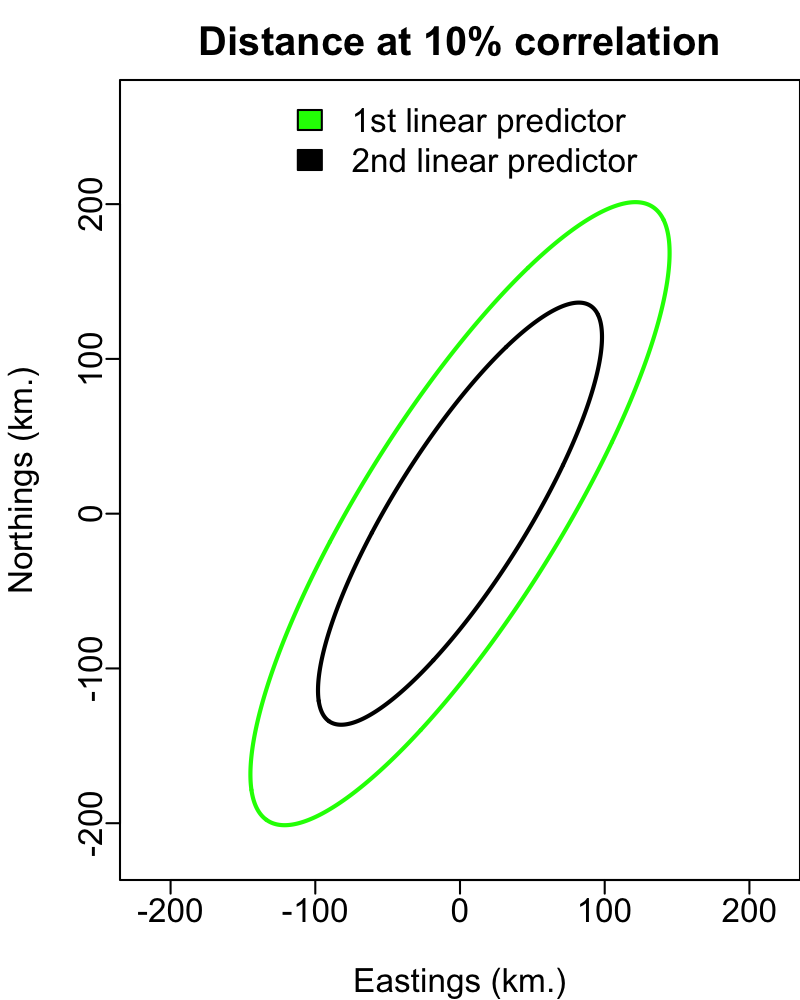 Distance at 10% correlation
1st linear predictor
2nd linear predictor
200
100
0
-100
-200
Northings (km.)
-200 -100 0 100 200
Eastings (km.)